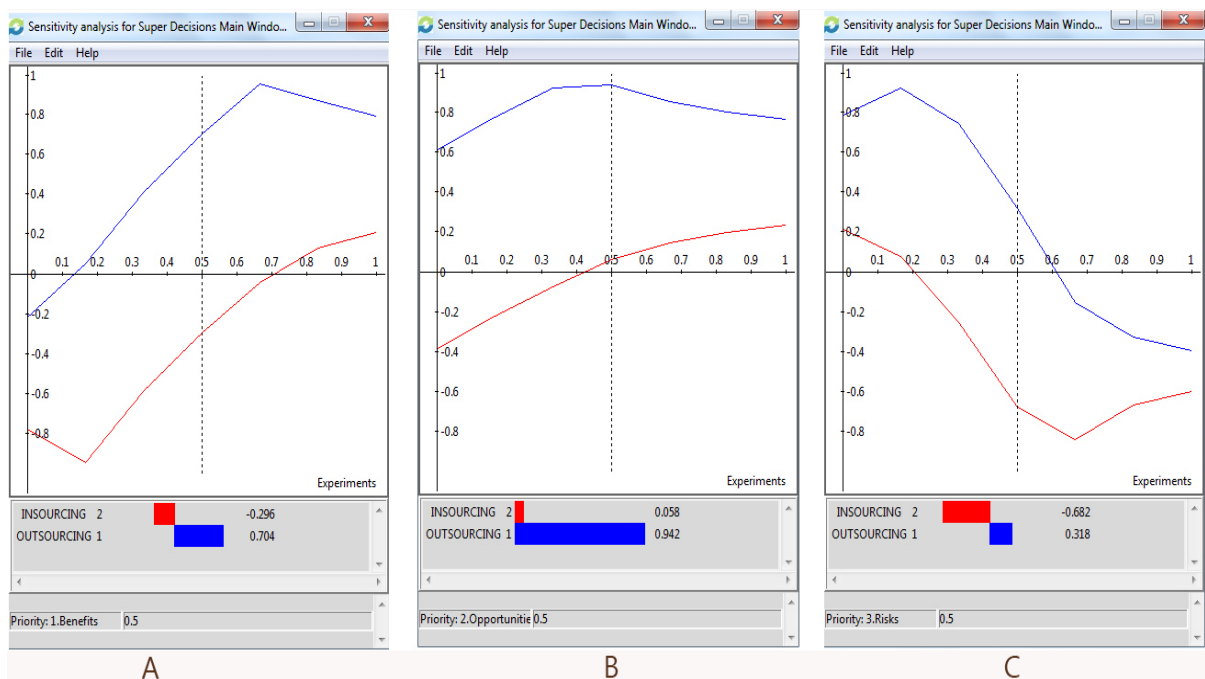 Sensitivity analysis for Super Decisions Main Windo...
File Edit Help
1
0.8
0.6
0.4
0.2
0.1 0.2 0.3 0.4 0.5 0.6 0.7 0.8 0.9 1
0
-0.2
-0.4
-0.6
-0.8
Experiments
INSOURCING 2 -0.296
OUTSOURCING 1 0.704
Priority: 1.Benefits 0.5
A
Sensitivity analysis for Super Decisions Main Windo...
File Edit Help
1
0.8
0.6
0.4
0.2
0.1 0.2 0.3 0.4 0.5 0.6 0.7 0.8 0.9 1
0
-0.2
-0.4
-0.6
-0.8
Experiments
INSOURCING 2 0.058
OUTSOURCING 1 0.942
Priority: 2.Opportunitie 0.5
B
Sensitivity analysis for Super Decisions Main Windo...
File Edit Help
1
0.8
0.6
0.4
0.2
0.1 0.2 0.3 0.4 0.5 0.6 0.7 0.8 0.9 1
0
-0.2
-0.4
-0.6
-0.8
Experiments
INSOURCING 2 -0.682
OUTSOURCING 1 0.318
Priority: 3.Risks 0.5
C